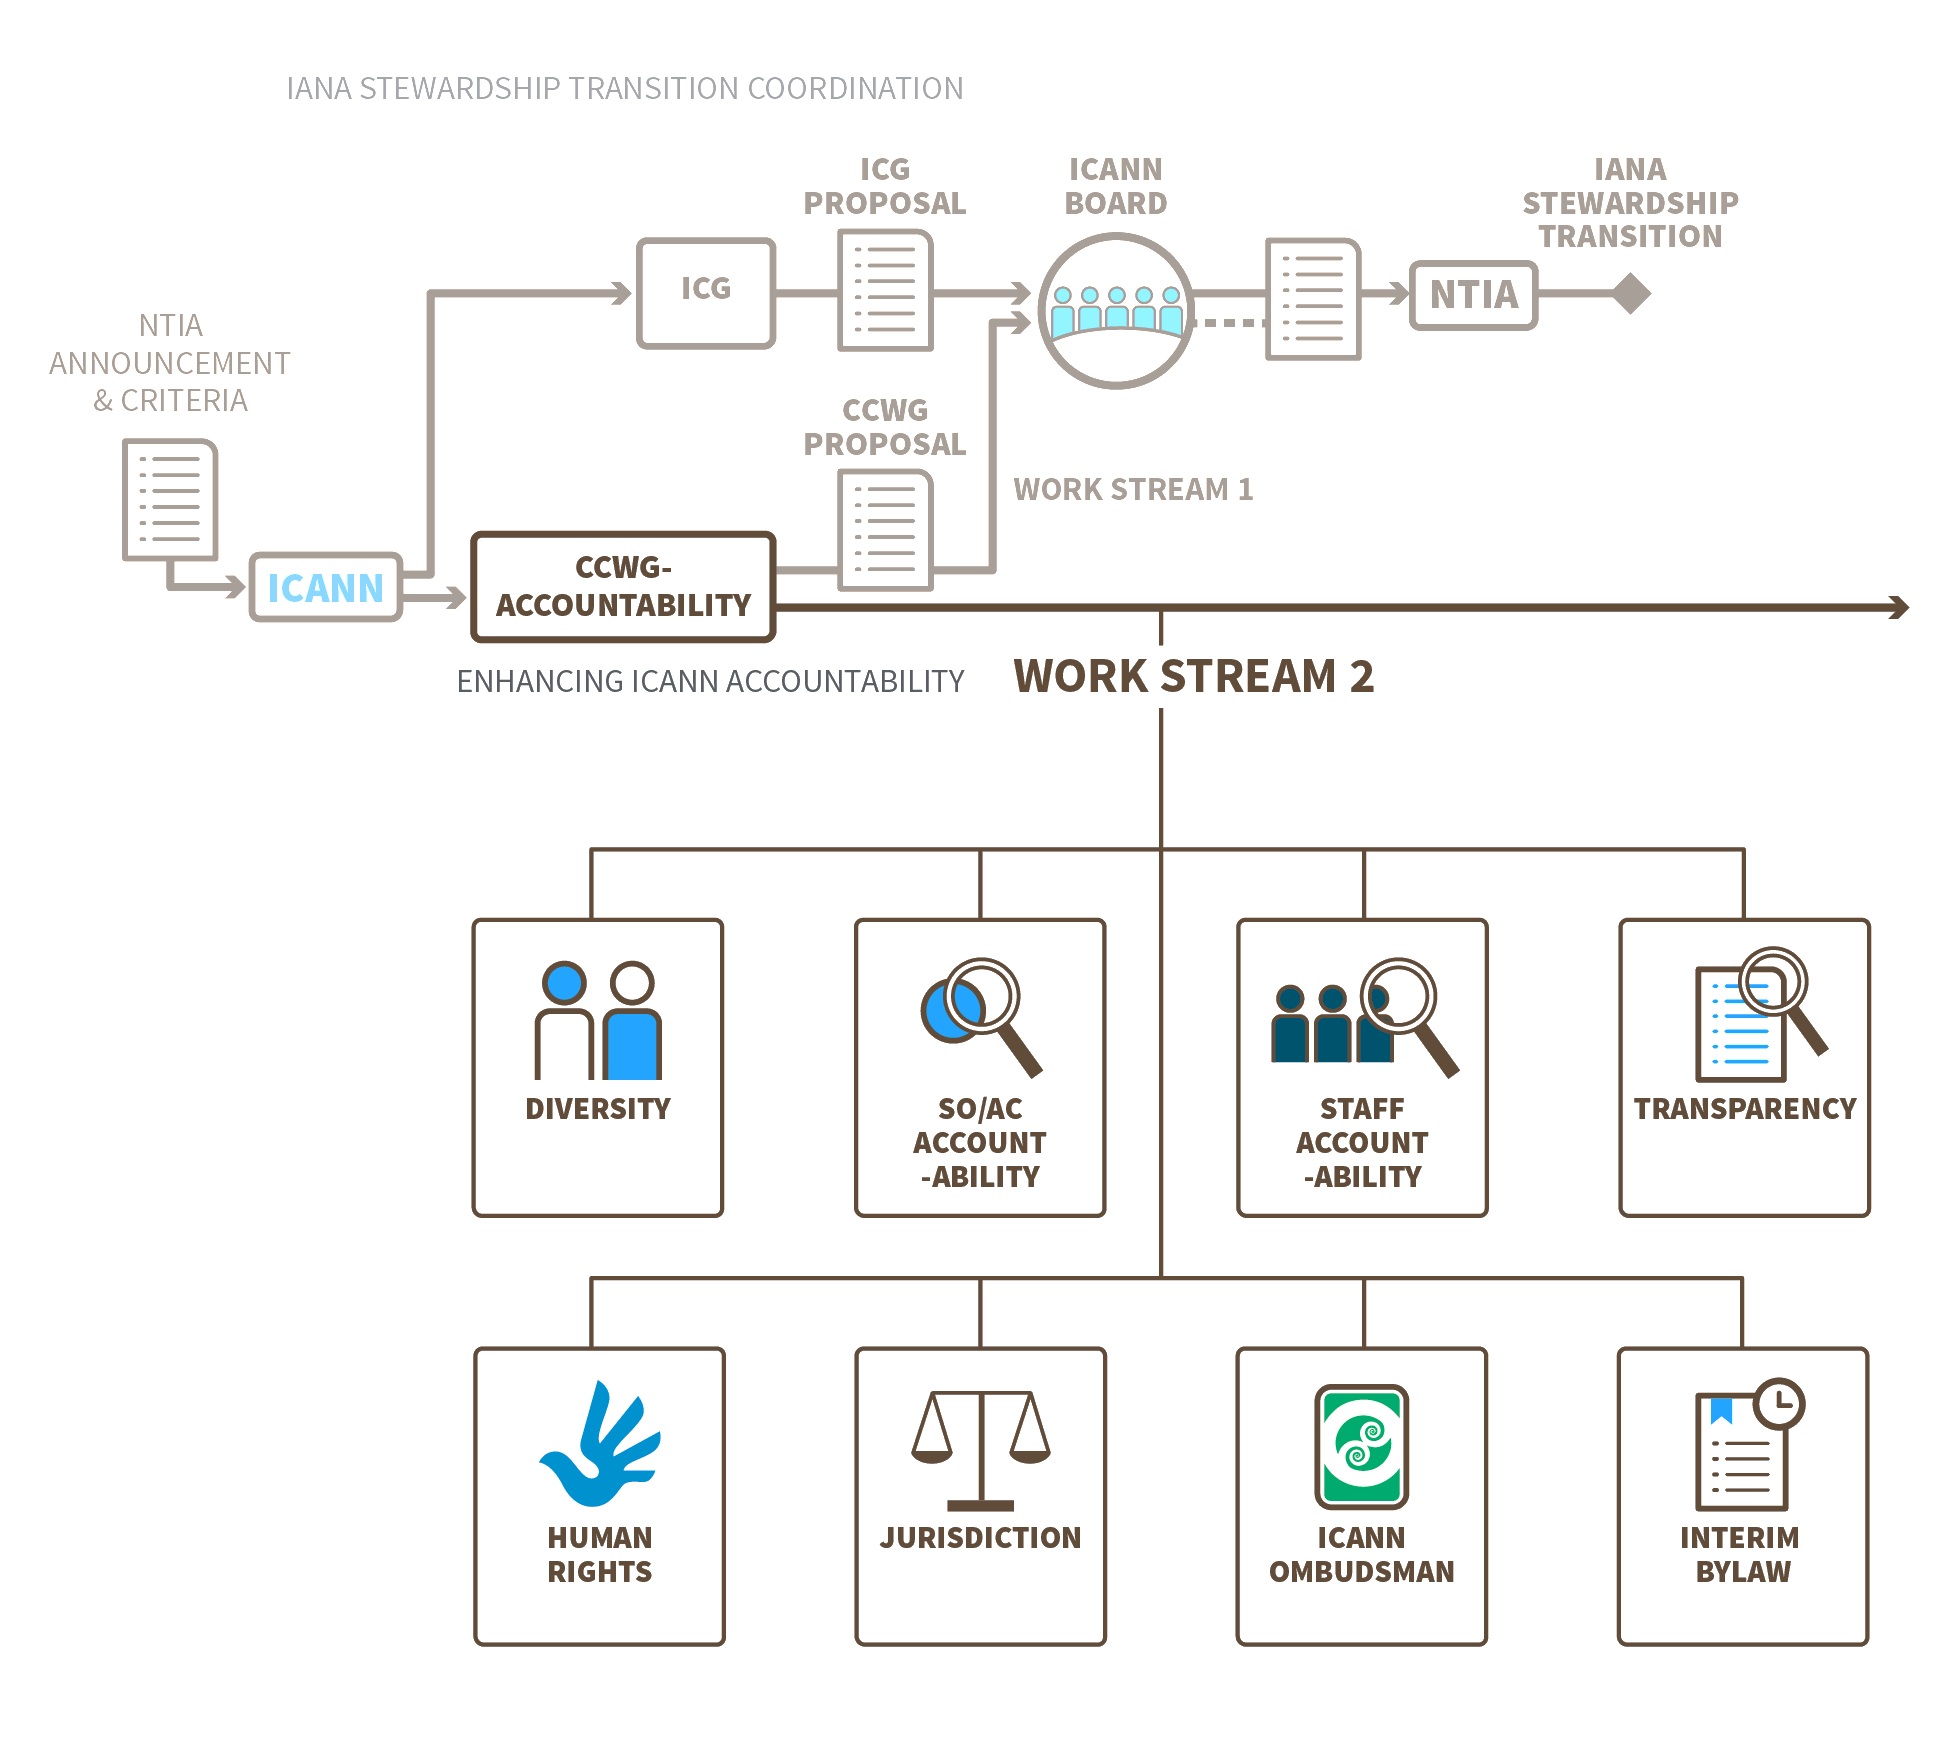 IANA STEWARDSHIP TRANSITION COORDINATION
ICG
PROPOSAL
ICANN
BOARD
IANA
STEWARDSHIP
TRANSITION
ICG
NTIA
NTIA
ANNOUNCEMENT
& CRITERIA
CCWG
PROPOSAL
WORK STREAM 1
ICANN
CCWG-
ACCOUNTABILITY
ENHANCING ICANN ACCOUNTABILITY
WORK STREAM 2
DIVERSITY
SO/AC
ACCOUNT
-ABILITY
STAFF
ACCOUNT
-ABILITY
TRANSPARENCY
HUMAN
RIGHTS
JURISDICTION
ICANN
OMBUDSMAN
INTERIM
BYLAW